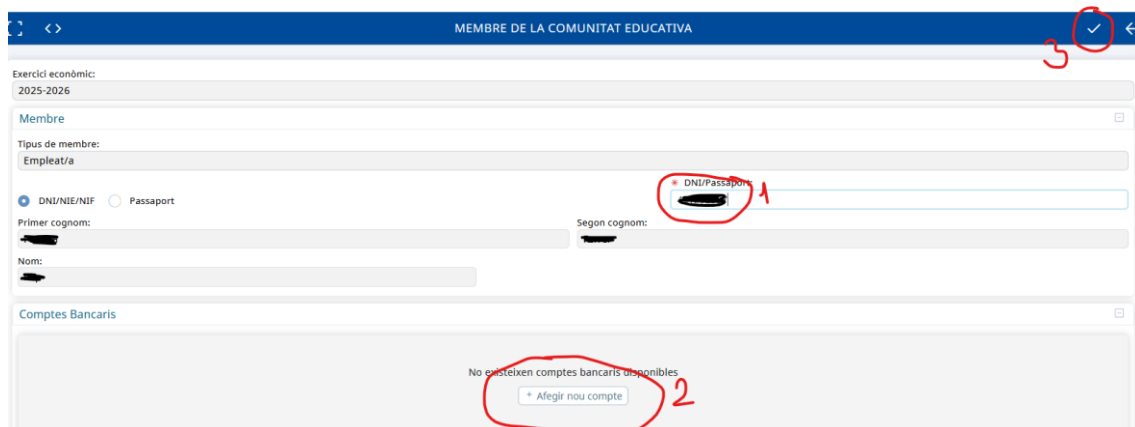 MEMBRE DE LA COMUNITAT EDUCATIVA
3
Exercici econòmic:
2025-2026
Membre
Tipus de membre:
Empleat/a
DNI/NIE/NIF Passaport
* DNI/Passaport:
1
Primer cognom:
Segon cognom:
Nom:
Comptes Bancaris
No existeixen comptes bancaris disponibles
+ Afegir nou compte
2